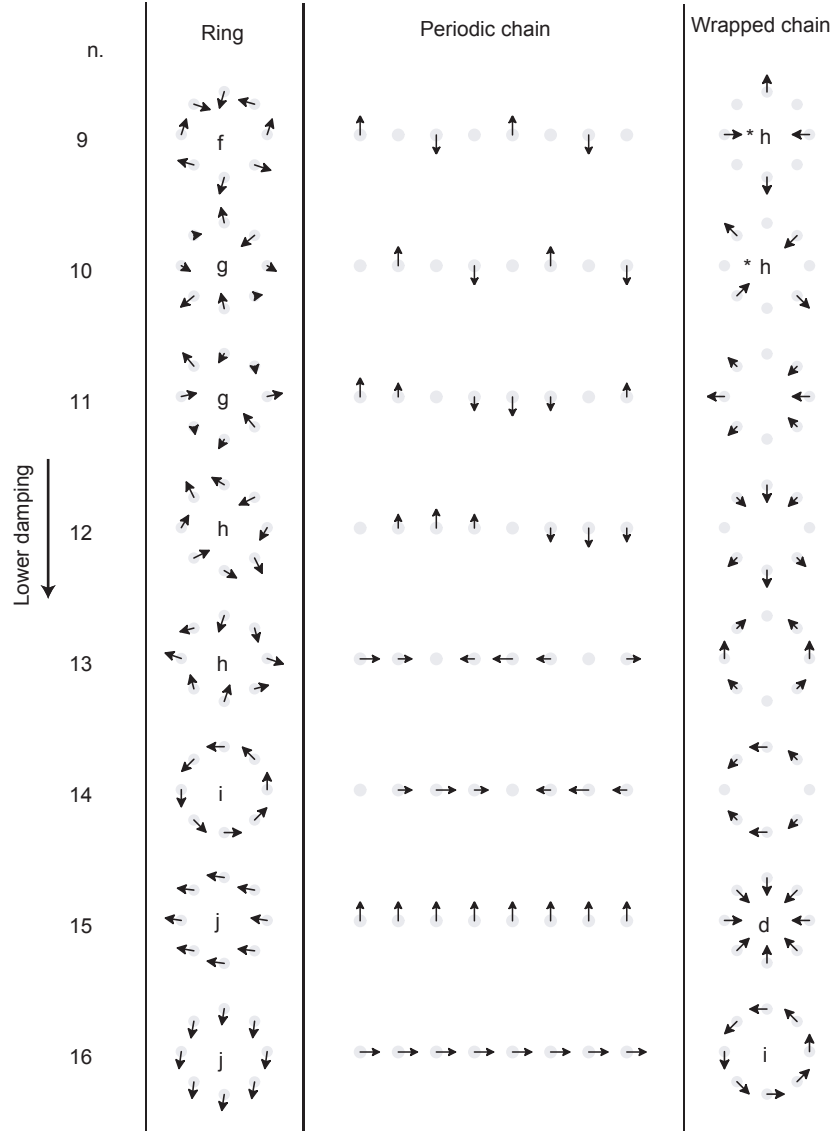 n. Ring Periodic chain Wrapped chain
9 f * h
10 g * h
11 g
Lower damping
12 h
13 h
14 i
15 j d
16 j i